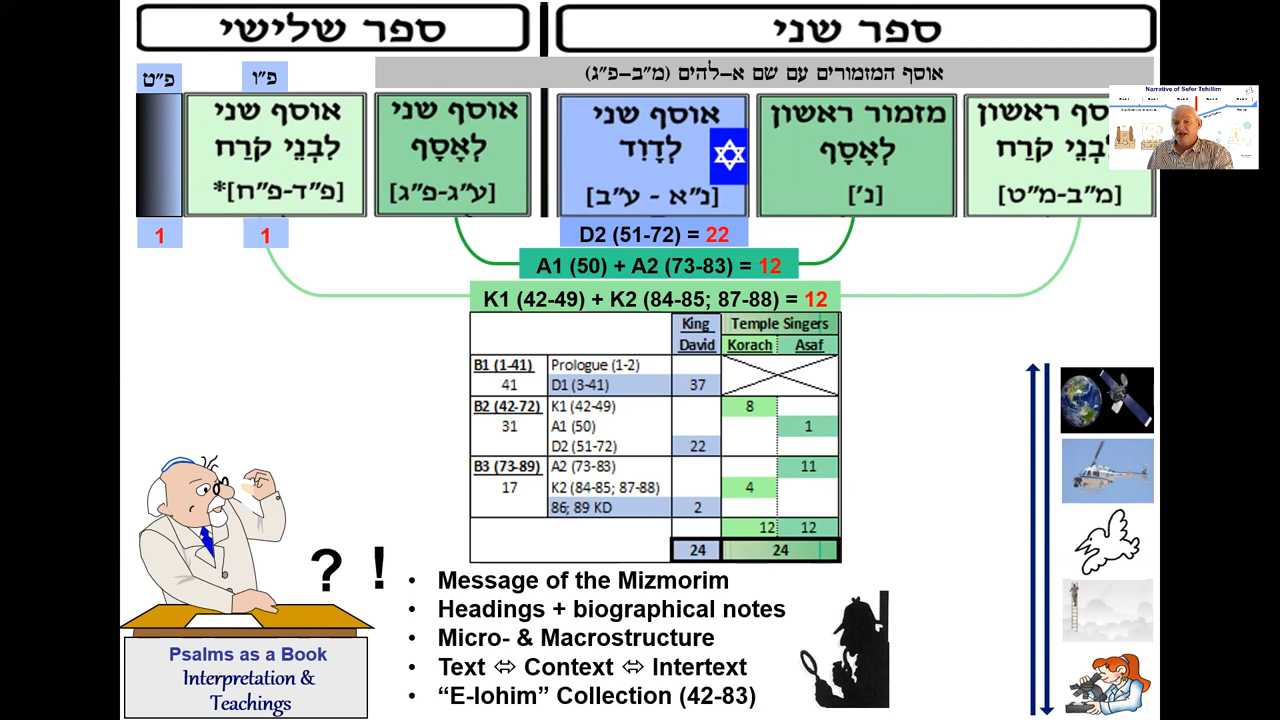 ספר שני
ספר שלישי
אוסף המזמורים עם שם א-להים (מ״ב-פ״ג)
פ״ו
פ״ט
סף ראשון
לִבְנֵי קֹרַח
[מ״ב-מ״ט]
מזמור ראשון
לְאָסָף
[נ׳]
אוסף שני
לְדָוִד
[נ״א - ע״ב]
אוסף שני
לְאָסָף
[ע״ג-פ״ג]
אוסף שני
לִבְנֵי קֹרַח
[פ״ד-פ״ח]*
Narrative of Sefer Tehillim
1
1
D2 (51-72) = 22
A1 (50) + A2 (73-83) = 12
K1 (42-49) + K2 (84-85; 87-88) = 12
King Temple Singers
David Korach Asaf
B1 (1-41) Prologue (1-2)
41 D1 (3-41) 37
B2 (42-72) K1 (42-49) 8
31 A1 (50) 1
D2 (51-72) 22
B3 (73-89) A2 (73-83) 11
17 K2 (84-85; 87-88) 4
86; 89 KD 2
12 12
24 24
? !
• Message of the Mizmorim
• Headings + biographical notes
• Micro- & Macrostructure
• Text ⇔ Context ⇔ Intertext
• “E-lohim” Collection (42-83)
Psalms as a Book
Interpretation &
Teachings